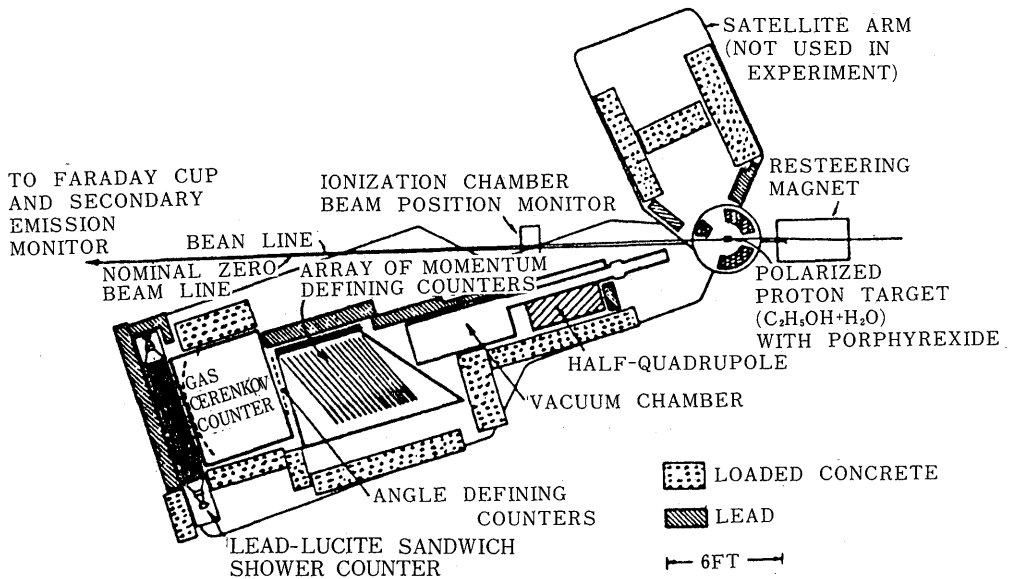 SATELLITE ARM
(NOT USED IN
EXPERIMENT)
RESTEERING
MAGNET
TO FARADAY CUP
AND SECONDARY
EMISSION
MONITOR
IONIZATION CHAMBER
BEAM POSITION MONITOR
BEAN LINE
NOMINAL ZERO
BEAM LINE
ARRAY OF MOMENTUM
DEFINING COUNTERS
POLARIZED
PROTON TARGET
(C₂H₅OH+H₂O)
WITH PORPHYREXIDE
HALF-QUADRUPOLE
VACUUM CHAMBER
GAS
CERENKOV
COUNTER
ANGLE DEFINING
COUNTERS
LEAD-LUCITE SANDWICH
SHOWER COUNTER
LOADED CONCRETE
LEAD
6FT